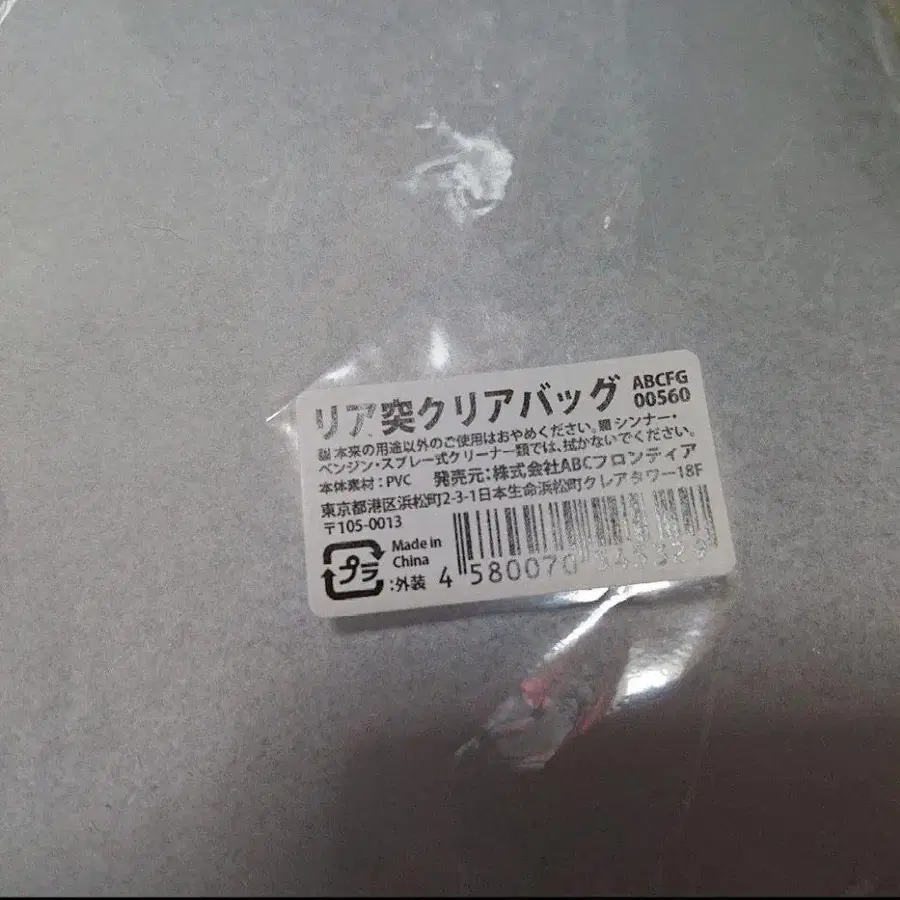 リア突クリアバッグ
ABCFG
00560
本来の用途以外のご使用はおやめください。 シンナー・
ベンジン・スプレー式クリーナー類では、拭かないでください。
本体素材：PVC 発売元：株式会社ABCフロンティア
東京都港区浜松町2-3-1日本生命浜松町クレアタワー18F
〒105-0013
プラ
:外装
Made in
China
4 580070